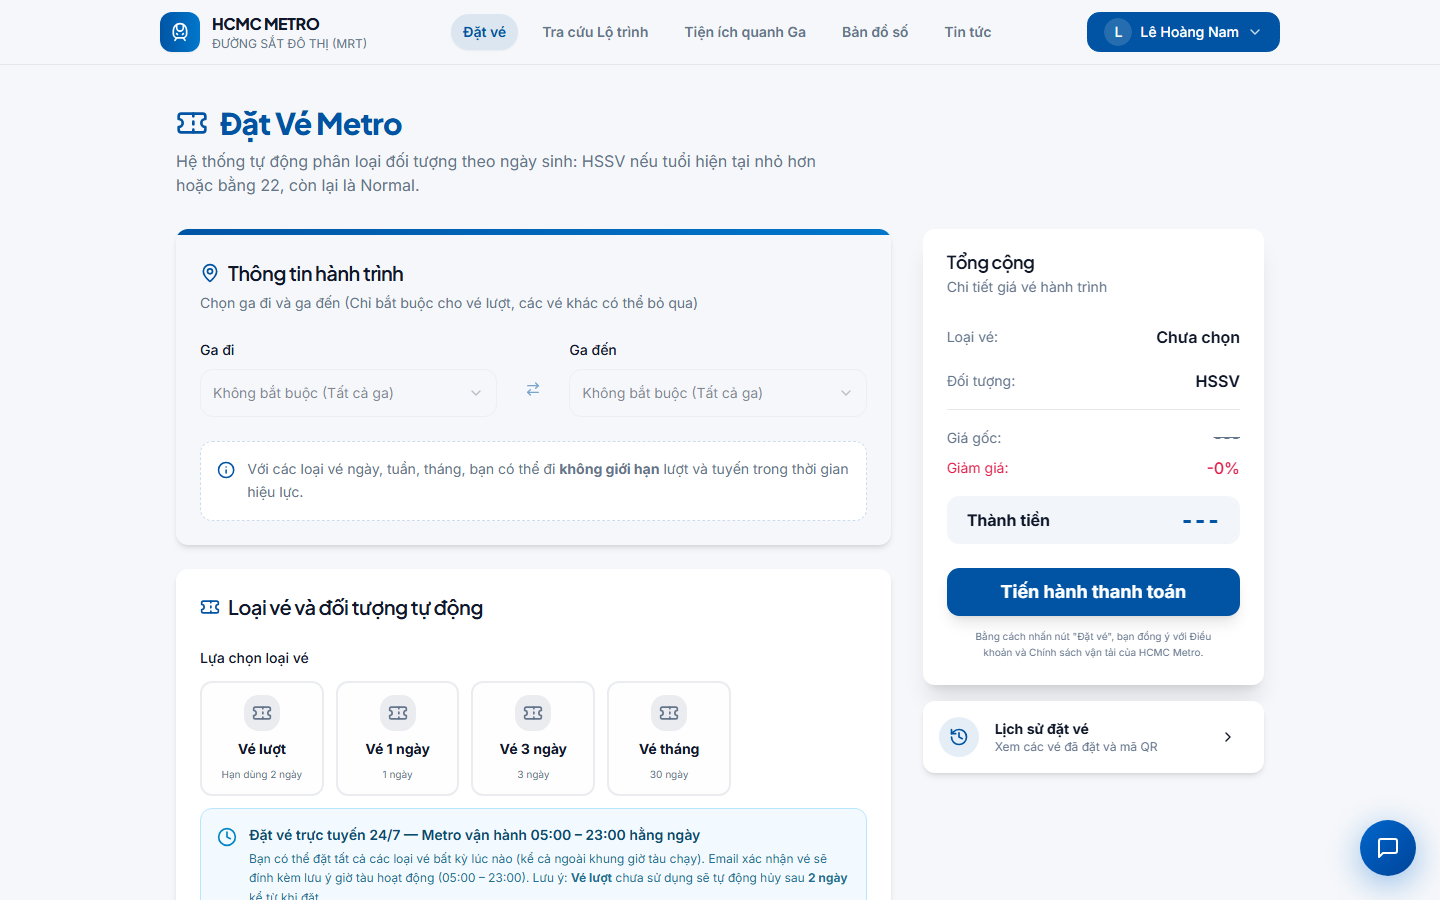 HCMC METRO
ĐƯỜNG SẮT ĐÔ THỊ (MRT)
Đặt vé
Tra cứu Lộ trình
Tiện ích quanh Ga
Bản đồ số
Tin tức
L
Lê Hoàng Nam
Đặt Vé Metro
Hệ thống tự động phân loại đối tượng theo ngày sinh: HSSV nếu tuổi hiện tại nhỏ hơn
hoặc bằng 22, còn lại là Normal.
Thông tin hành trình
Chọn ga đi và ga đến (Chỉ bắt buộc cho vé lượt, các vé khác có thể bỏ qua)
Ga đi
Ga đến
Không bắt buộc (Tất cả ga)
Không bắt buộc (Tất cả ga)
Với các loại vé ngày, tuần, tháng, bạn có thể đi không giới hạn lượt và tuyến trong thời gian
hiệu lực.
Loại vé và đối tượng tự động
Lựa chọn loại vé
Vé lượt
Hạn dùng 2 ngày
Vé 1 ngày
1 ngày
Vé 3 ngày
3 ngày
Vé tháng
30 ngày
Đặt vé trực tuyến 24/7 — Metro vận hành 05:00 – 23:00 hằng ngày
Bạn có thể đặt tất cả các loại vé bất kỳ lúc nào (kể cả ngoài khung giờ tàu chạy). Email xác nhận vé sẽ
đính kèm lưu ý giờ tàu hoạt động (05:00 – 23:00). Lưu ý: Vé lượt chưa sử dụng sẽ tự động hủy sau 2 ngày
kể từ khi đặt.
Tổng cộng
Chi tiết giá vé hành trình
Loại vé:
Chưa chọn
Đối tượng:
HSSV
Giá gốc:
---
Giảm giá:
-0%
Thành tiền
---
Tiến hành thanh toán
Bằng cách nhấn nút "Đặt vé", bạn đồng ý với Điều
khoản và Chính sách vận tải của HCMC Metro.
Lịch sử đặt vé
Xem các vé đã đặt và mã QR